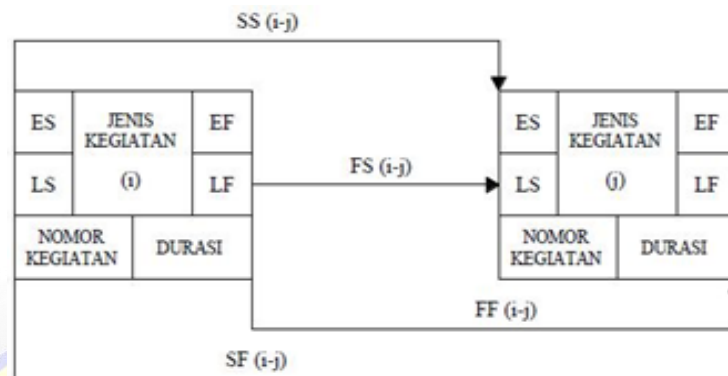 SS (i-j)
ES
JENIS
KEGIATAN
(i)
EF
LS
LF
NOMOR
KEGIATAN
DURASI
FS (i-j)
ES
JENIS
KEGIATAN
(j)
EF
LS
LF
NOMOR
KEGIATAN
DURASI
FF (i-j)
SF (i-j)